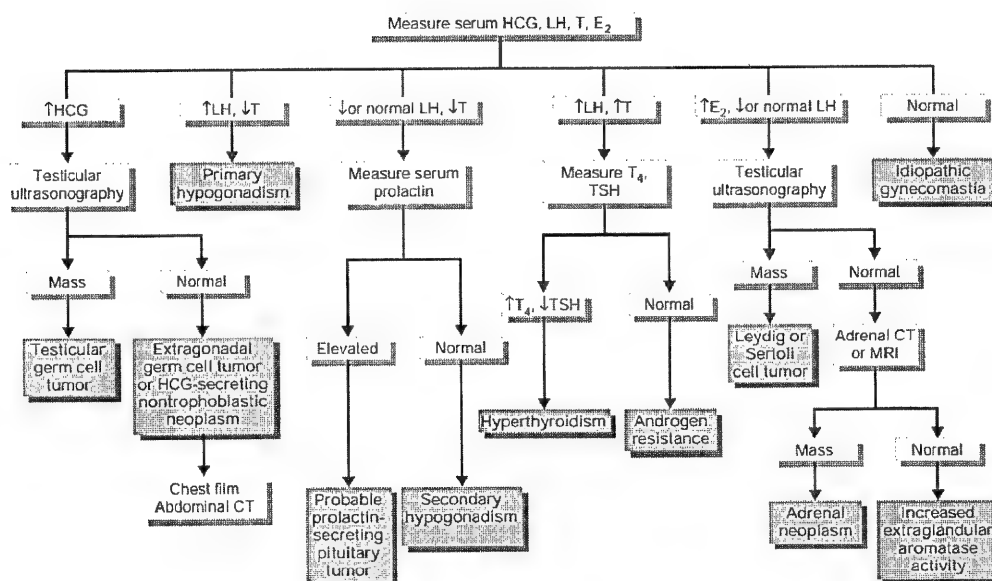 Measure serum HCG, LH, T, E₂
↑HCG
↑LH, ↓T
↓or normal LH, ↓T
↑LH, ↑T
↑E₂, ↓or normal LH
Normal
Testicular
ultrasonography
Primary
hypogonadism
Measure serum
prolactin
Measure T₄,
TSH
Testicular
ultrasonography
Idiopathic
gynecomastia
Mass
Normal
Elevated
Normal
↑T₄, ↓TSH
Normal
Mass
Normal
Testicular
germ cell
tumor
Extragonadal
germ cell tumor
or HCG-secreting
nontrophoblastic
neoplasm
Chest film
Abdominal CT
Probable
prolactin-
secreting
pituitary
tumor
Secondary
hypogonadism
Hyperthyroidism
Androgen
resistance
Leydig or
Serioli
cell tumor
Adrenal CT
or MRI
Mass
Normal
Adrenal
neoplasm
Increased
extraglandular
aromatase
activity